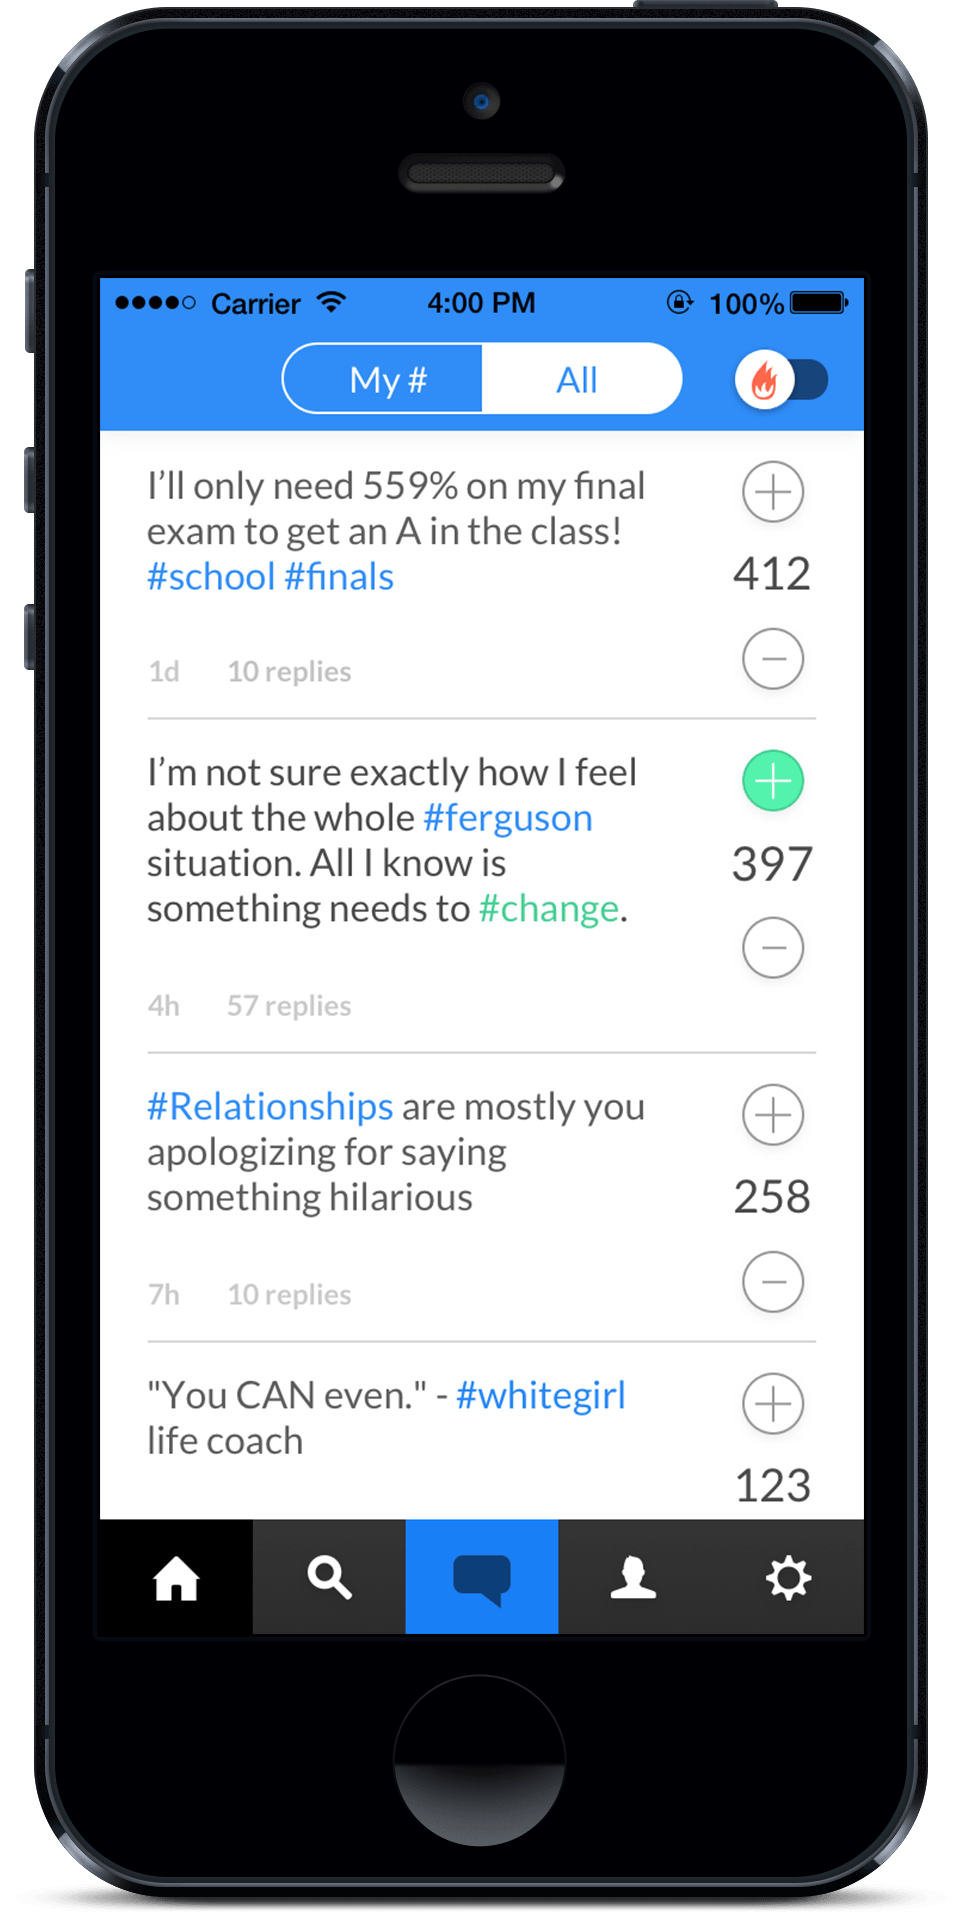 Carrier 4:00 PM 100%
My # All
I’ll only need 559% on my final
exam to get an A in the class!
#school #finals
412
1d 10 replies
I’m not sure exactly how I feel
about the whole #ferguson
situation. All I know is
something needs to #change.
397
4h 57 replies
#Relationships are mostly you
apologizing for saying
something hilarious
258
7h 10 replies
"You CAN even." - #whitegirl
life coach
123